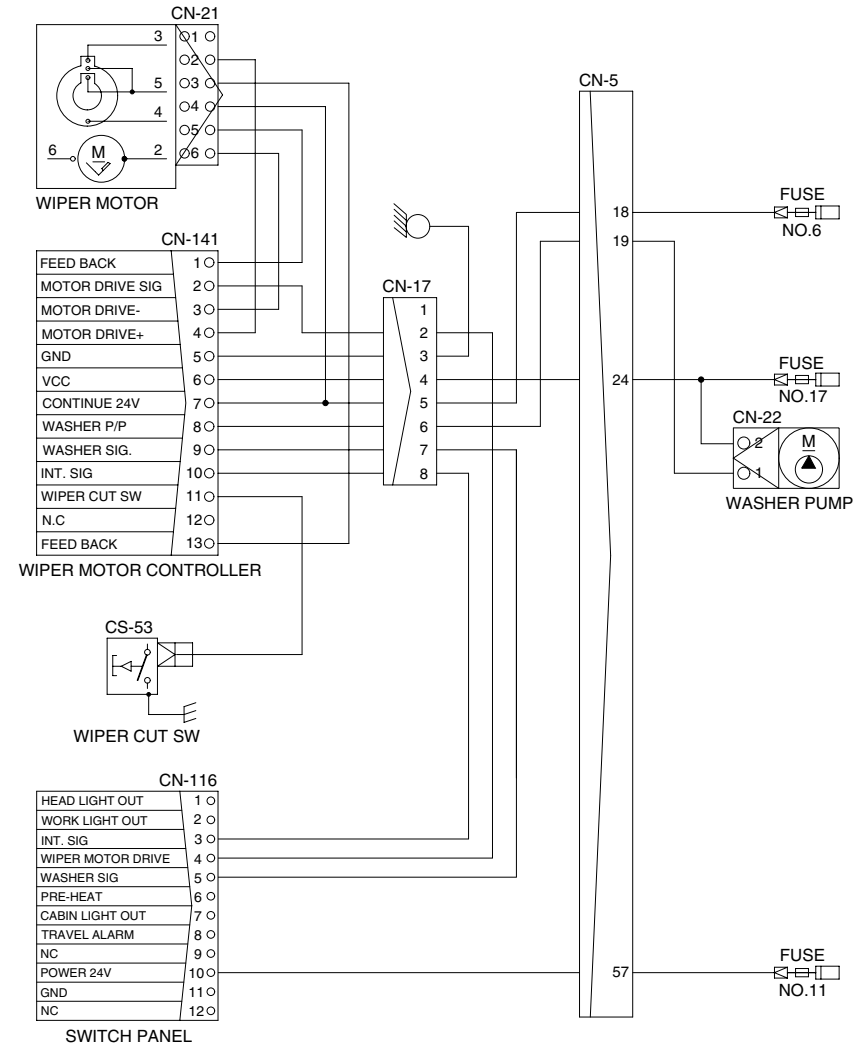 CN-21
3
5
4
6
M
2
1
2
3
4
5
6
WIPER MOTOR
CN-141
FEED BACK 1
MOTOR DRIVE SIG 2
MOTOR DRIVE- 3
MOTOR DRIVE+ 4
GND 5
VCC 6
CONTINUE 24V 7
WASHER P/P 8
WASHER SIG. 9
INT. SIG 10
WIPER CUT SW 11
N.C 12
FEED BACK 13
WIPER MOTOR CONTROLLER
CN-17
1
2
3
4
5
6
7
8
CN-5
18
19
24
57
FUSE
NO.6
FUSE
NO.17
CN-22
2
1
M
WASHER PUMP
CS-53
WIPER CUT SW
CN-116
HEAD LIGHT OUT 1
WORK LIGHT OUT 2
INT. SIG 3
WIPER MOTOR DRIVE 4
WASHER SIG 5
PRE-HEAT 6
CABIN LIGHT OUT 7
TRAVEL ALARM 8
NC 9
POWER 24V 10
GND 11
NC 12
SWITCH PANEL
FUSE
NO.11